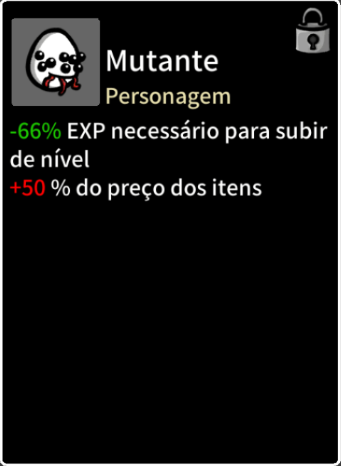 Mutante
Personagem
-66% EXP necessário para subir
de nível
+50 % do preço dos itens